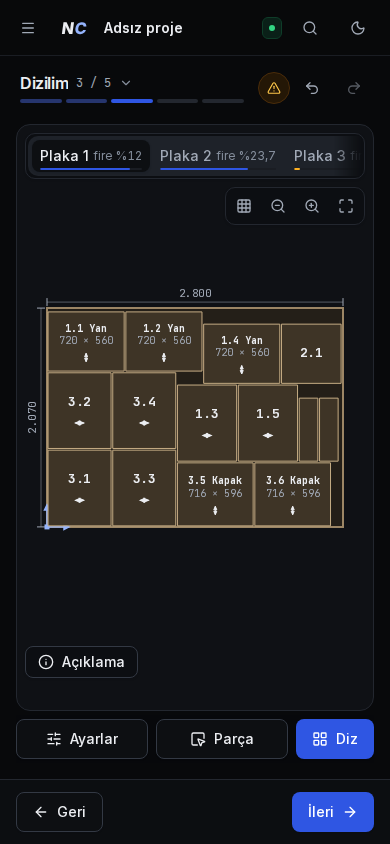 NC Adsız proje
Dizilim 3 / 5
Plaka 1 fire %12 Plaka 2 fire %23,7 Plaka 3
2.800
2.070
1.1 Yan
720 × 560
1.2 Yan
720 × 560
1.4 Yan
720 × 560
2.1
3.2
3.4
1.3
1.5
3.1
3.3
3.5 Kapak
716 × 596
3.6 Kapak
716 × 596
Açıklama
Ayarlar Parça Diz
Geri İleri